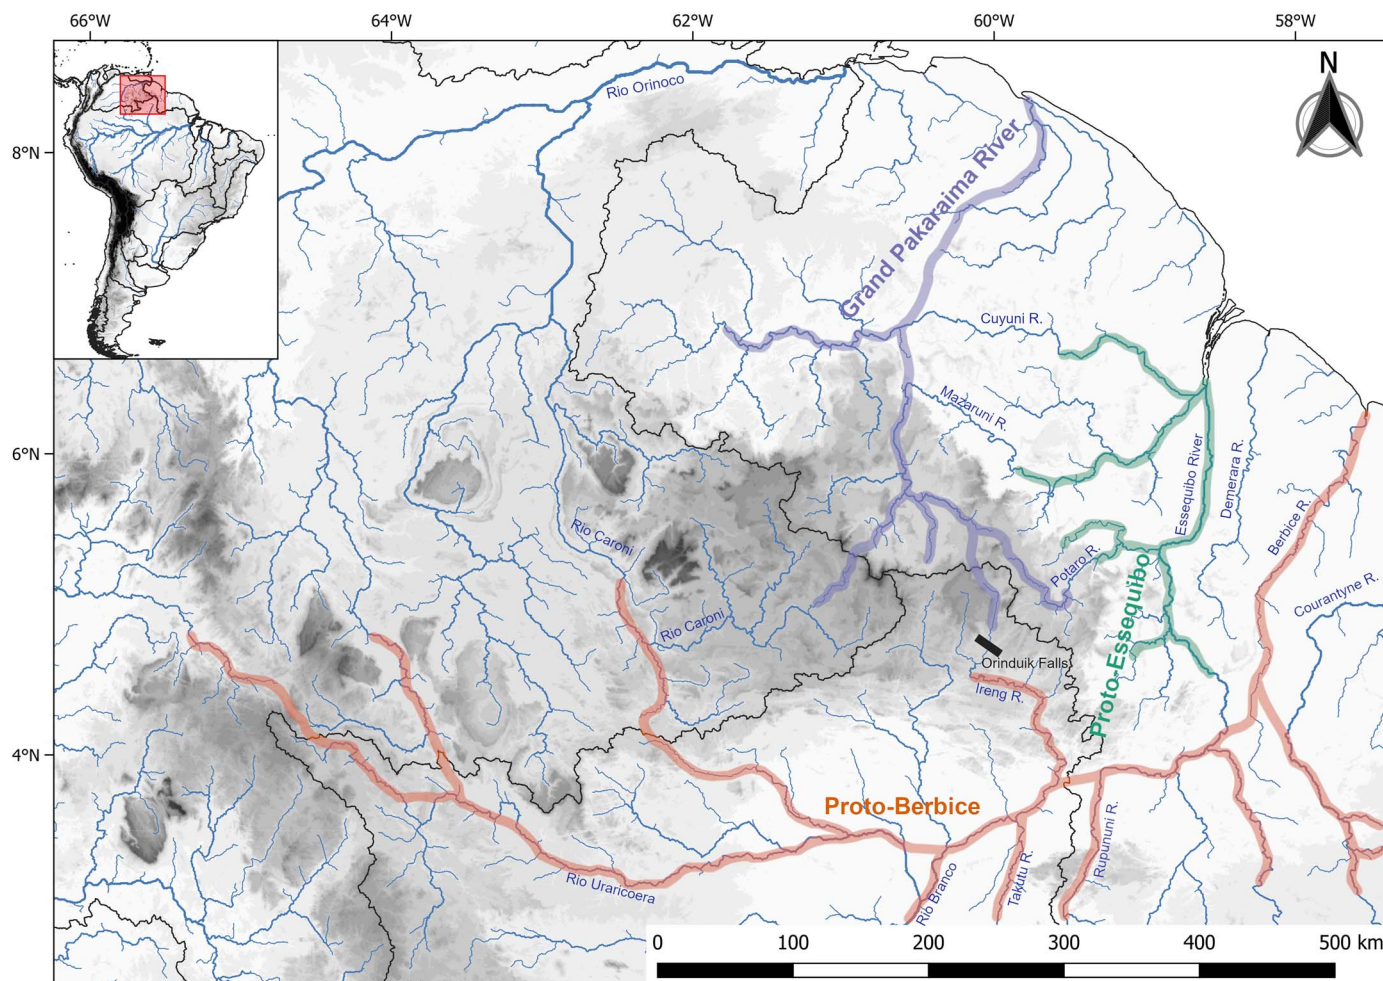 66°W
64°W
62°W
60°W
58°W
N
Rio Orinoco
8°N
Grand Pakaraima River
Cuyuni R.
Mazaruni R.
6°N
Essequibo River
Demerara R.
Berbice R.
Rio Caroni
Potaro R.
Courantyne R.
Rio Caroni
Proto-Essequibo
Orinduik Falls
Ireng R.
4°N
Proto-Berbice
Rupununi R.
Rio Uraricoera
Rio Branco
Takutu R.
0
100
200
300
400
500 km